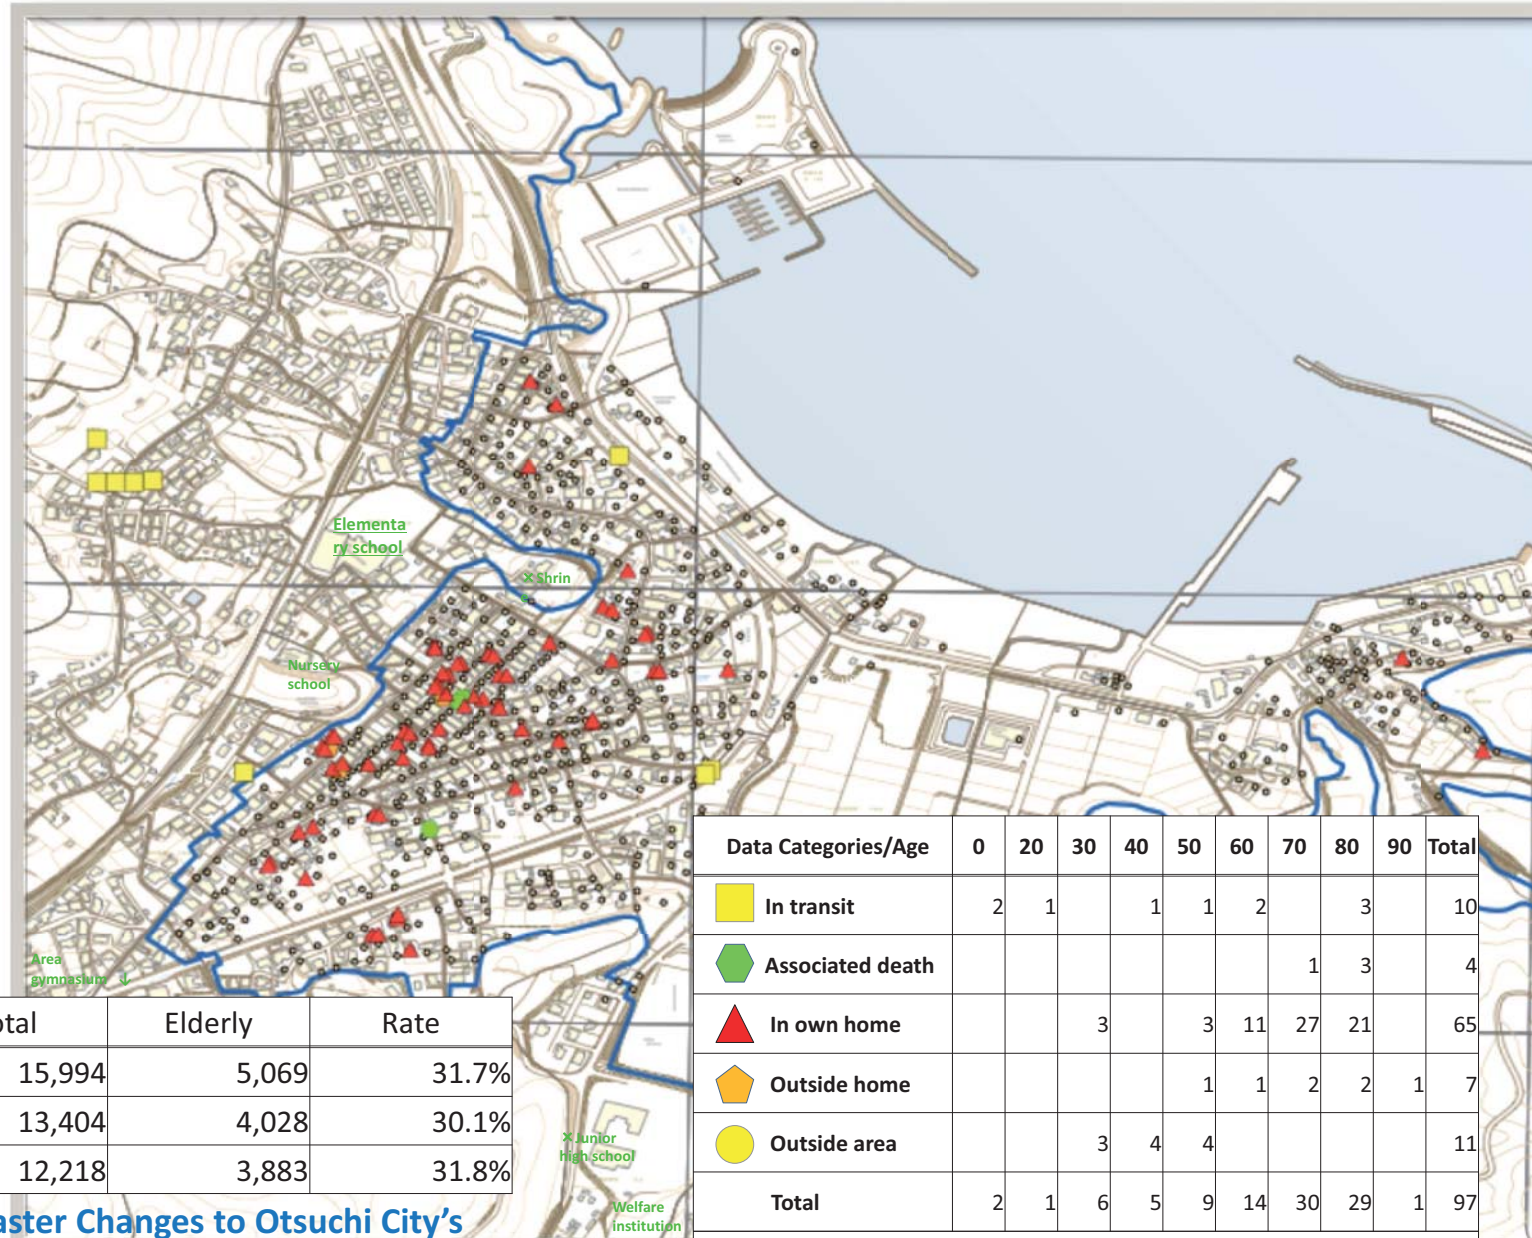 Elementa
ry school
× Shrin
e
Nursery
school
Area
gymnasium ↓
Data Categories/Age 0 20 30 40 50 60 70 80 90 Total
In transit 2 1 1 1 2 3 10
Associated death 1 3 4
In own home 3 3 11 27 21 65
Outside home 1 1 2 2 1 7
Outside area 3 4 4 11
Total 2 1 6 5 9 14 30 29 1 97
otal Elderly Rate
15,994 5,069 31.7%
13,404 4,028 30.1%
12,218 3,883 31.8%
aster Changes to Otsuchi City's
× Junior
high school
Welfare
institution